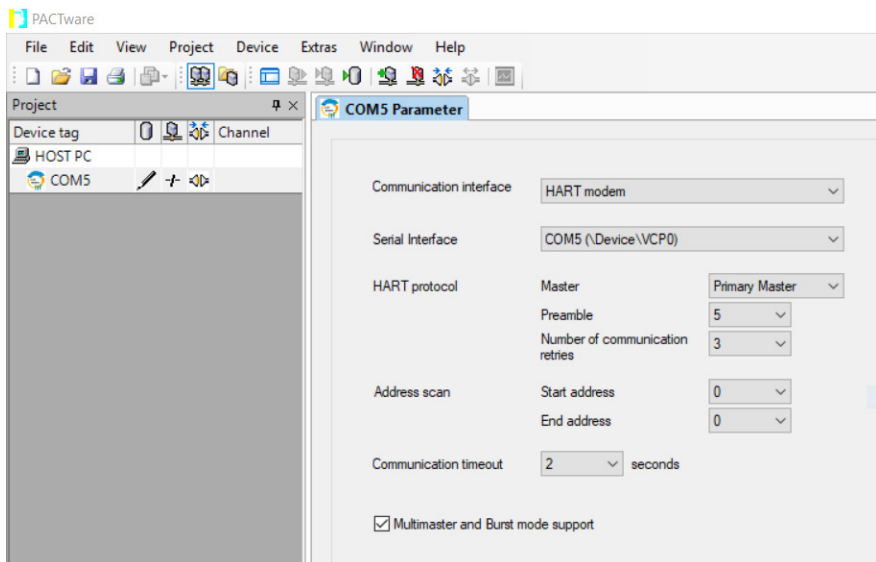 PACTware
File Edit View Project Device Extras Window Help
Project
Device tag Channel
HOST PC
COM5
COM5 Parameter
Communication interface HART modem
Serial Interface COM5 (\Device\VCP0)
HART protocol Master Primary Master
Preamble 5
Number of communication
retries 3
Address scan Start address 0
End address 0
Communication timeout 2 seconds
Multimaster and Burst mode support